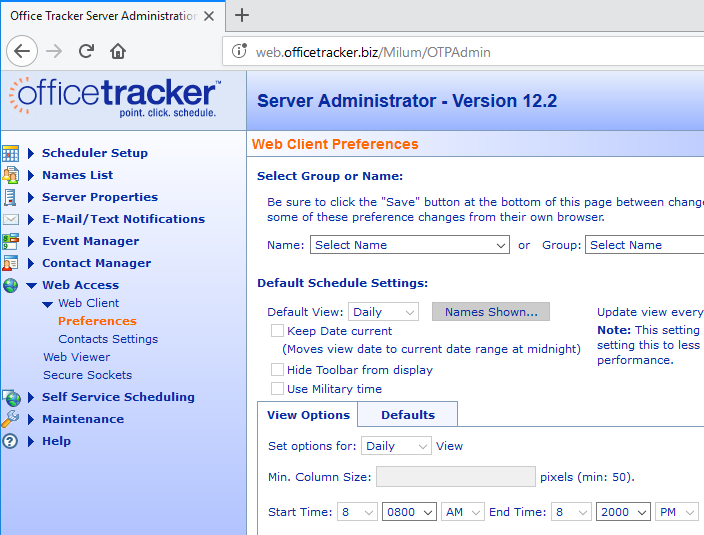 Office Tracker Server Administration
web.officetracker.biz/Milum/OTPAdmin
officetracker™
point. click. schedule.
Server Administrator - Version 12.2
Scheduler Setup
Names List
Server Properties
E-Mail/Text Notifications
Event Manager
Contact Manager
Web Access
Web Client
Preferences
Contacts Settings
Web Viewer
Secure Sockets
Self Service Scheduling
Maintenance
Help
Web Client Preferences
Select Group or Name:
Be sure to click the "Save" button at the bottom of this page between chang
some of these preference changes from their own browser.
Name: Select Name or Group: Select Name
Default Schedule Settings:
Default View: Daily Names Shown... Update view every
Keep Date current
(Moves view date to current date range at midnight)
Hide Toolbar from display
Use Military time
Note: This setting
setting this to less
performance.
View Options Defaults
Set options for: Daily View
Min. Column Size: pixels (min: 50).
Start Time: 8 0800 AM End Time: 8 2000 PM